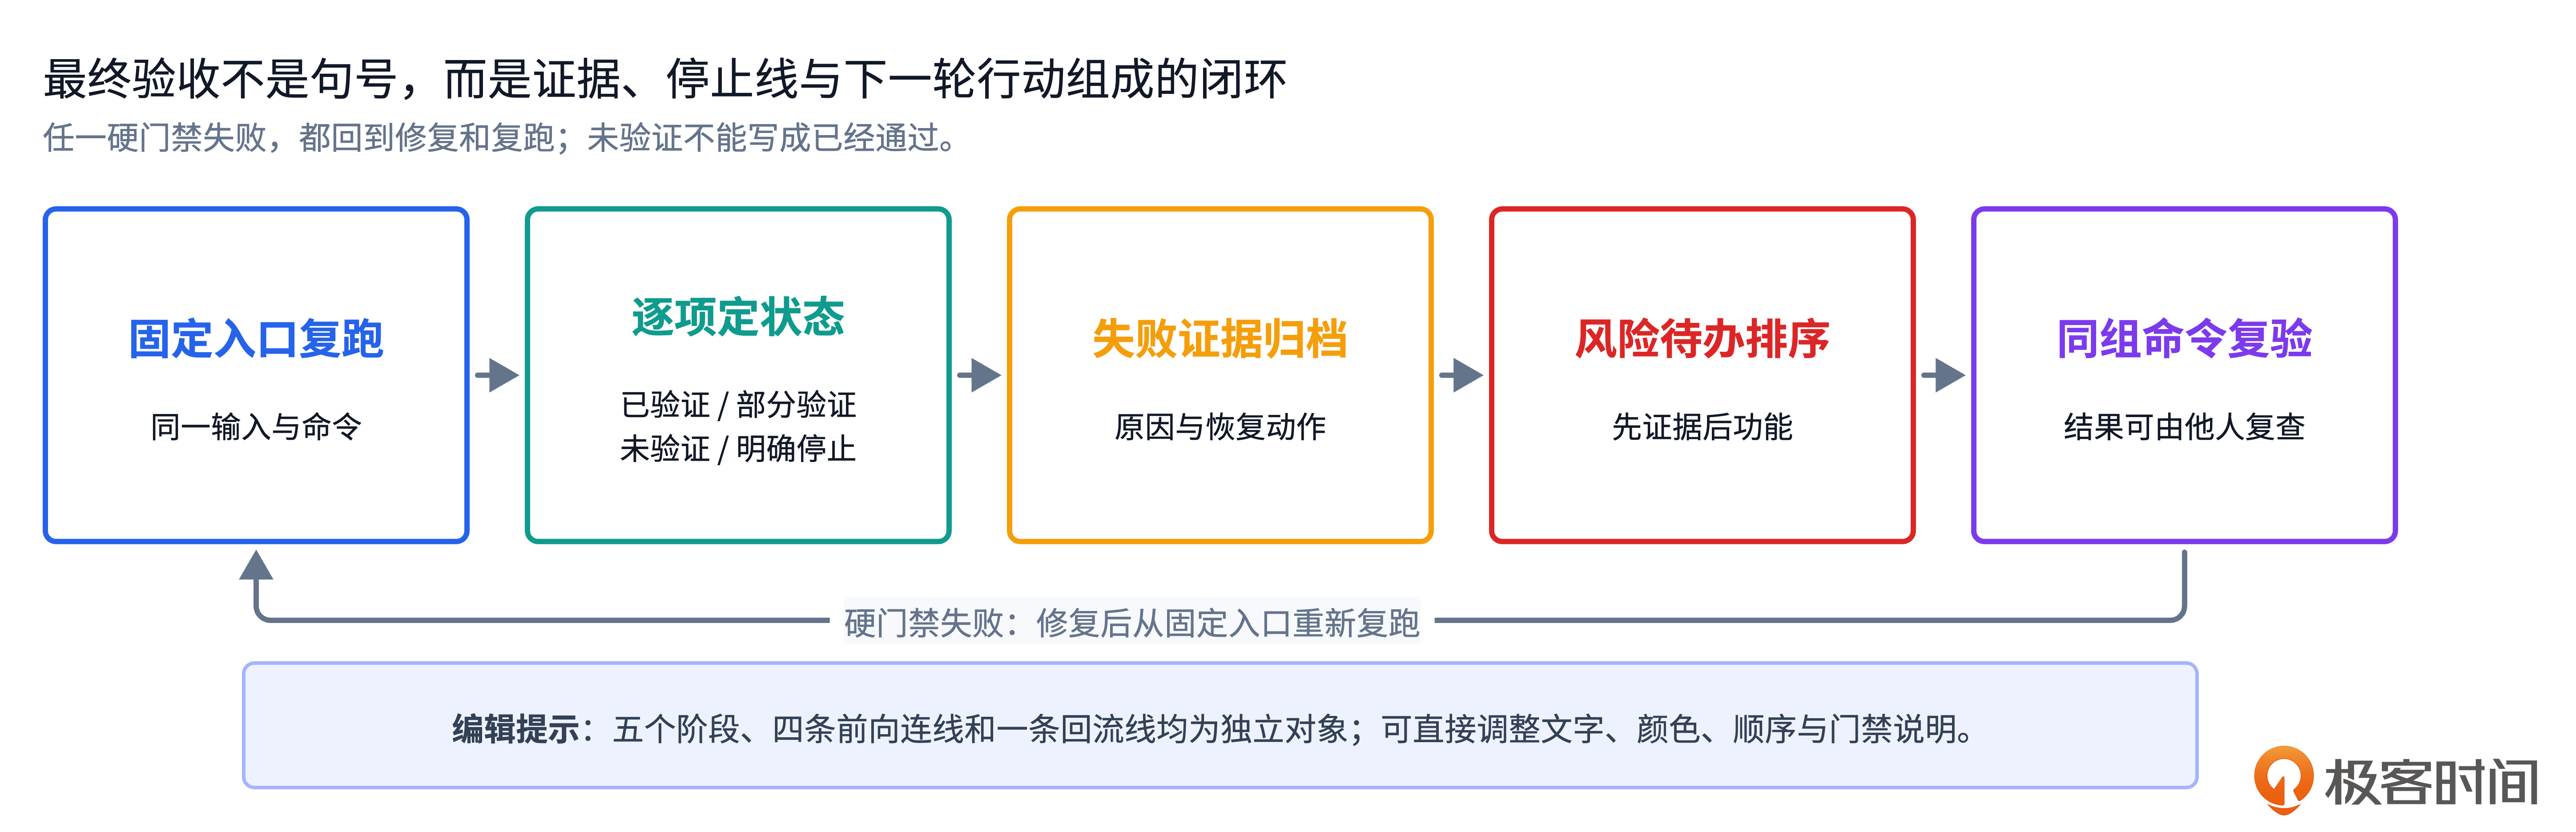 最终验收不是句号，而是证据、停止线与下一轮行动组成的闭环
任一硬门禁失败，都回到修复和复跑；未验证不能写成已经通过。
固定入口复跑
同一输入与命令
逐项定状态
已验证 / 部分验证
未验证 / 明确停止
失败证据归档
原因与恢复动作
风险待办排序
先证据后功能
同组命令复验
结果可由他人复查
硬门禁失败：修复后从固定入口重新复跑
编辑提示：五个阶段、四条前向连线和一条回流线均为独立对象；可直接调整文字、颜色、顺序与门禁说明。
极客时间